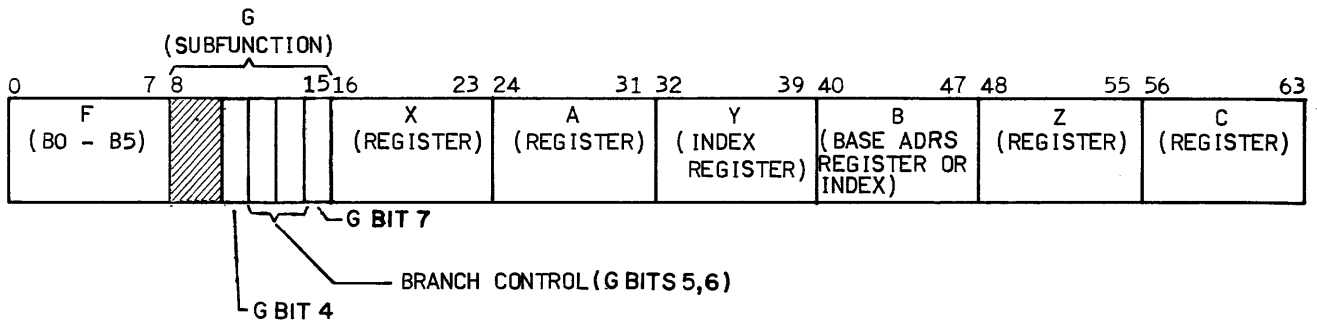 G
(SUBFUNCTION)
0 7 8 15 16 23 24 31 32 39 40 47 48 55 56 63
F
(B0 - B5)
X
(REGISTER)
A
(REGISTER)
Y
(INDEX
REGISTER)
B
(BASE ADRS
REGISTER OR
INDEX)
Z
(REGISTER)
C
(REGISTER)
G BIT 7
BRANCH CONTROL (G BITS 5,6)
G BIT 4